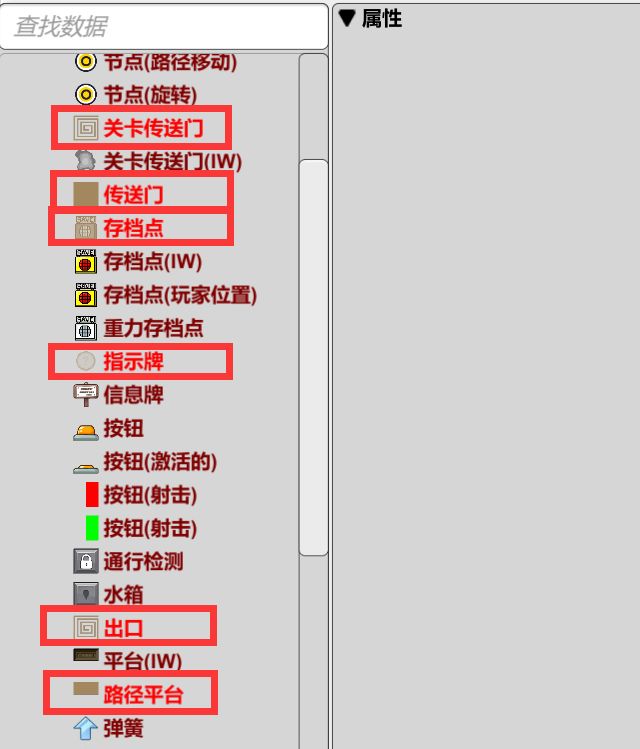 查找数据
▼ 属性
节点(路径移动)
节点(旋转)
关卡传送门
关卡传送门(IW)
传送门
存档点
存档点(IW)
存档点(玩家位置)
重力存档点
指示牌
信息牌
按钮
按钮(激活的)
按钮(射击)
按钮(射击)
通行检测
水箱
出口
平台(IW)
路径平台
弹簧